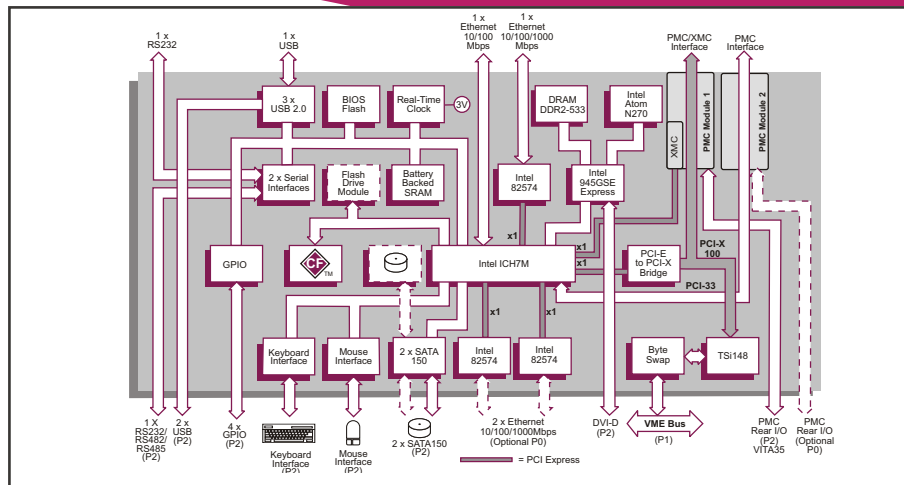 1 x
RS232
1 x
USB
1 x
Ethernet
10/100
Mbps
1 x
Ethernet
10/100/1000
Mbps
PMC/XMC
Interface
PMC
Interface
3 x
USB 2.0
BIOS
Flash
Real-Time
Clock
3V
DRAM
DDR2-533
Intel
Atom
N270
XMC
PMC Module 1
PMC Module 2
2 x Serial
Interfaces
Flash
Drive
Module
Battery
Backed
SRAM
Intel
82574
Intel
945GSE
Express
x1
x1
x1
PCI-X
100
GPIO
CF
TM
Intel ICH7M
PCI-E
to PCI-X
Bridge
PCI-33
x1
x1
Keyboard
Interface
Mouse
Interface
2 x SATA
150
Intel
82574
Intel
82574
Byte
Swap
TSi148
1 X
RS232/
RS422/
RS485
(P2)
2 x
USB
(P2)
4 x
GPIO
(P2)
Keyboard
Interface
(P2)
Mouse
Interface
(P2)
2 x SATA150
(P2)
2 x Ethernet
10/100/1000Mbps
(Optional P0)
DVI-D
(P2)
VME Bus
(P1)
PMC
Rear I/O
(P2)
VITA35
PMC
Rear I/O
(Optional
P0)
= PCI Express